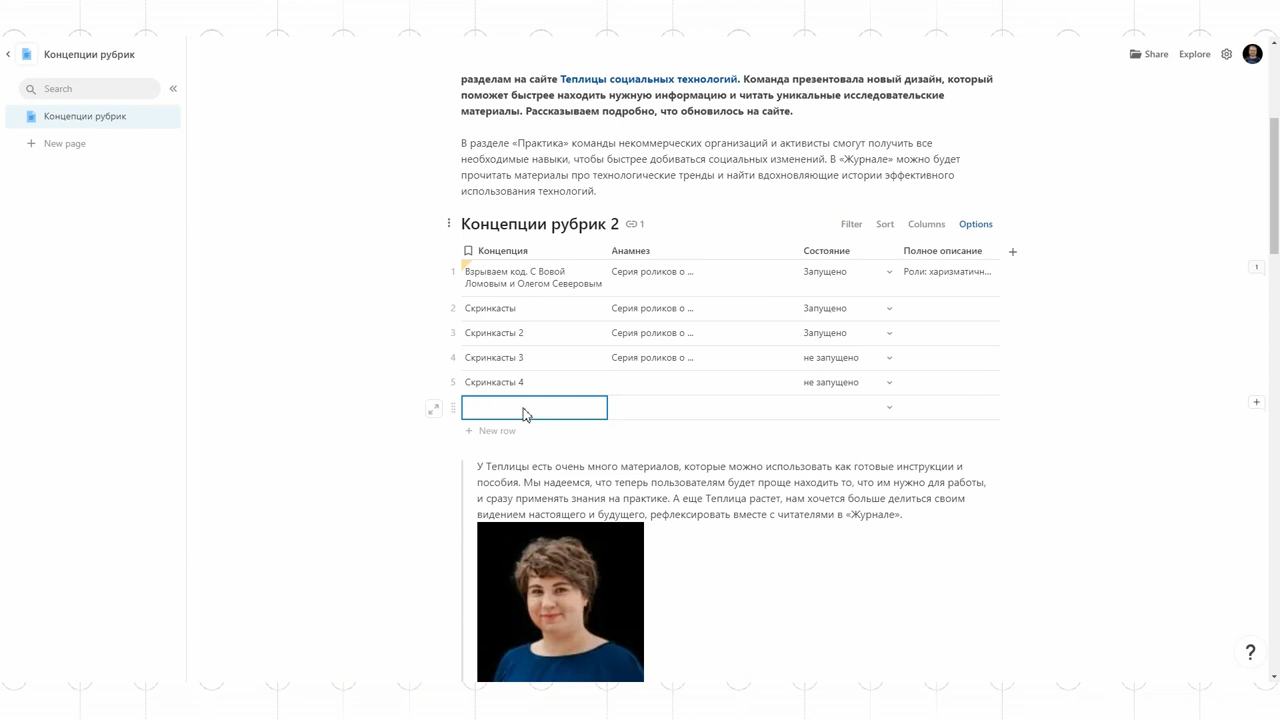 Концепции рубрик
Share
Explore
Search
Концепции рубрик
New page
разделам на сайте Теплицы социальных технологий. Команда презентовала новый дизайн, который
поможет быстрее находить нужную информацию и читать уникальные исследовательские
материалы. Рассказываем подробно, что обновилось на сайте.
В разделе «Практика» команды некоммерческих организаций и активисты смогут получить все
необходимые навыки, чтобы быстрее добиваться социальных изменений. В «Журнале» можно будет
прочитать материалы про технологические тренды и найти вдохновляющие истории эффективного
использования технологий.
Концепции рубрик 2 1 Filter Sort Columns Options
Концепция Анамнез Состояние Полное описание
1 Взрываем код. С Вовой Серия роликов о ... Запущено Роли: харизматичн... 1
Ломовым и Олегом Северовым
2 Скринкасты Серия роликов о ... Запущено
3 Скринкасты 2 Серия роликов о ... Запущено
4 Скринкасты 3 Серия роликов о ... не запущено
5 Скринкасты 4 не запущено
New row
У Теплицы есть очень много материалов, которые можно использовать как готовые инструкции и
пособия. Мы надеемся, что теперь пользователям будет проще находить то, что им нужно для работы,
и сразу применять знания на практике. А еще Теплица растет, нам хочется больше делиться своим
видением настоящего и будущего, рефлексировать вместе с читателями в «Журнале».
?